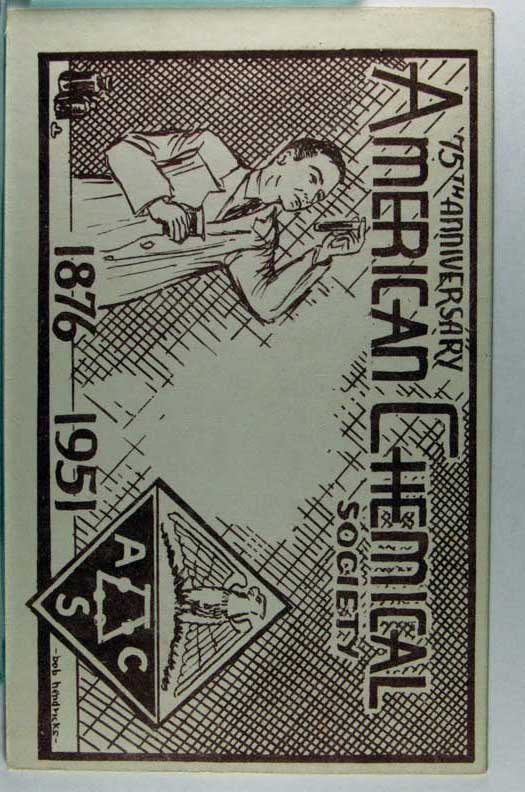 75TH ANNIVERSARY
AMERICAN CHEMICAL
SOCIETY
1876 1951
A C
S
-bob hendricks-